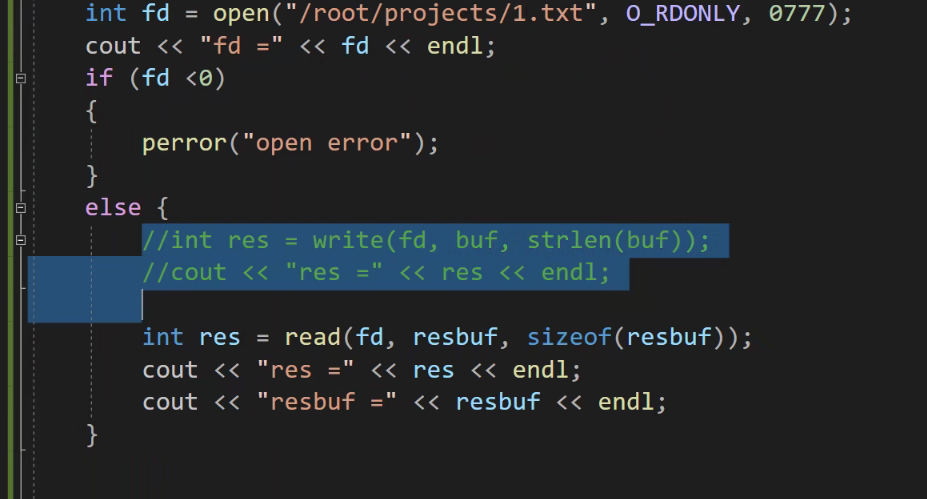 int fd = open("/root/projects/1.txt", O_RDONLY, 0777);
cout << "fd =" << fd << endl;
if (fd <0)
{
perror("open error");
}
else {
//int res = write(fd, buf, strlen(buf));
//cout << "res =" << res << endl;
int res = read(fd, resbuf, sizeof(resbuf));
cout << "res =" << res << endl;
cout << "resbuf =" << resbuf << endl;
}